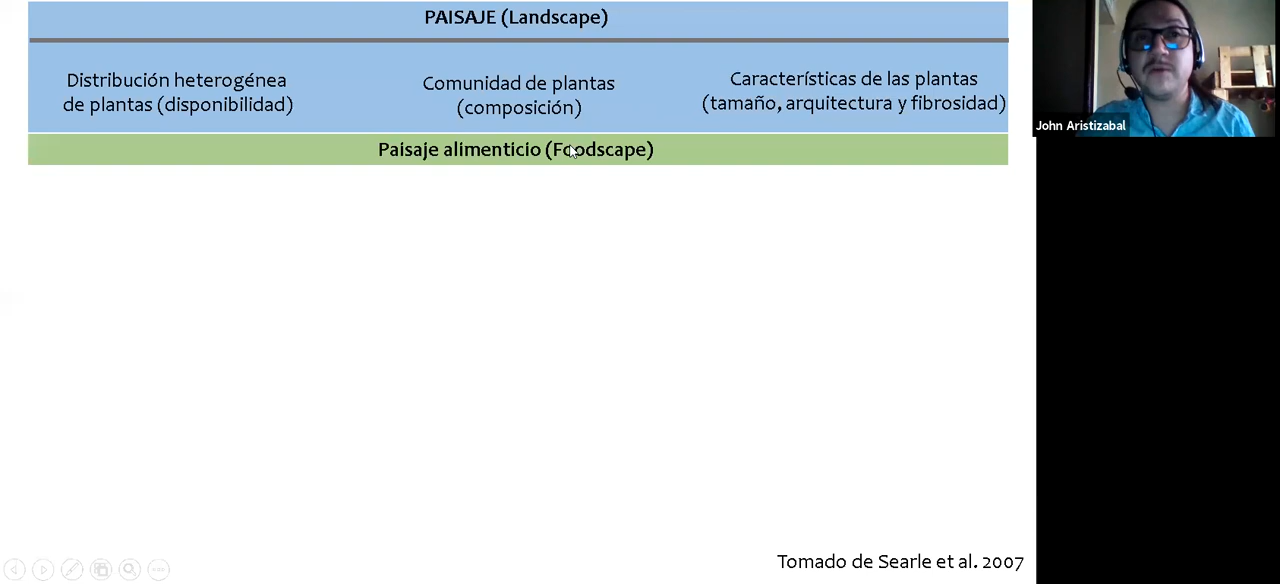 PAISAJE (Landscape)
Distribución heterogénea
de plantas (disponibilidad)
Comunidad de plantas
(composición)
Características de las plantas
(tamaño, arquitectura y fibrosidad)
Paisaje alimenticio (Foodscape)
John Aristizabal
Tomado de Searle et al. 2007